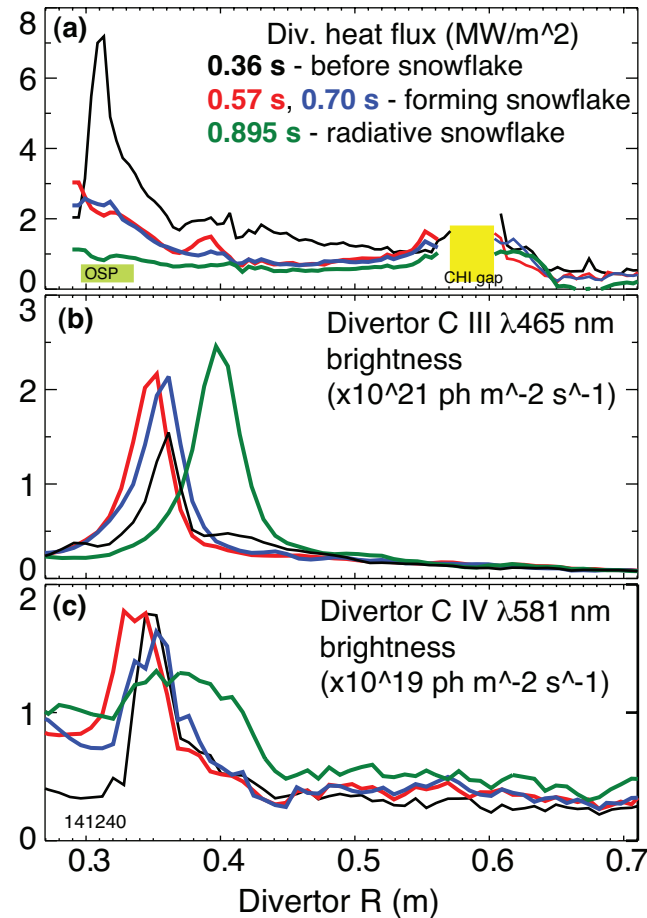 (a)
Div. heat flux (MW/m^2)
0.36 s - before snowflake
0.57 s, 0.70 s - forming snowflake
0.895 s - radiative snowflake
8
6
4
2
0
OSP
CHI gap
(b)
Divertor C III λ465 nm
brightness
(x10^21 ph m^-2 s^-1)
3
2
1
0
(c)
Divertor C IV λ581 nm
brightness
(x10^19 ph m^-2 s^-1)
2
1
0
141240
0.3 0.4 0.5 0.6 0.7
Divertor R (m)